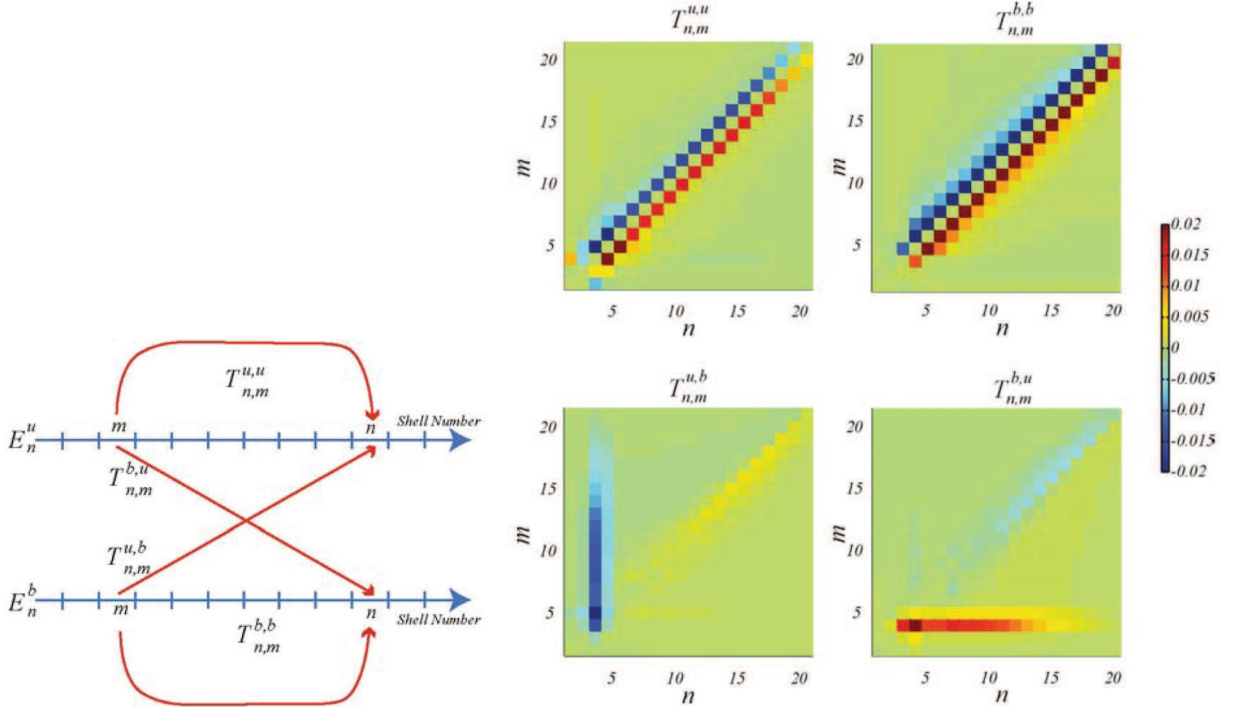 T^{u,u}_{n,m}
m
n
Shell Number
E^u_n
T^{b,u}_{n,m}
T^{u,b}_{n,m}
E^b_n
m
n
Shell Number
T^{b,b}_{n,m}
T^{u,u}_{n,m}
20
15
10
5
m
5 10 15 20
n
T^{b,b}_{n,m}
20
15
10
5
m
5 10 15 20
n
T^{u,b}_{n,m}
20
15
10
5
m
5 10 15 20
n
T^{b,u}_{n,m}
20
15
10
5
m
5 10 15 20
n
0.02
0.015
0.01
0.005
0
-0.005
-0.01
-0.015
-0.02